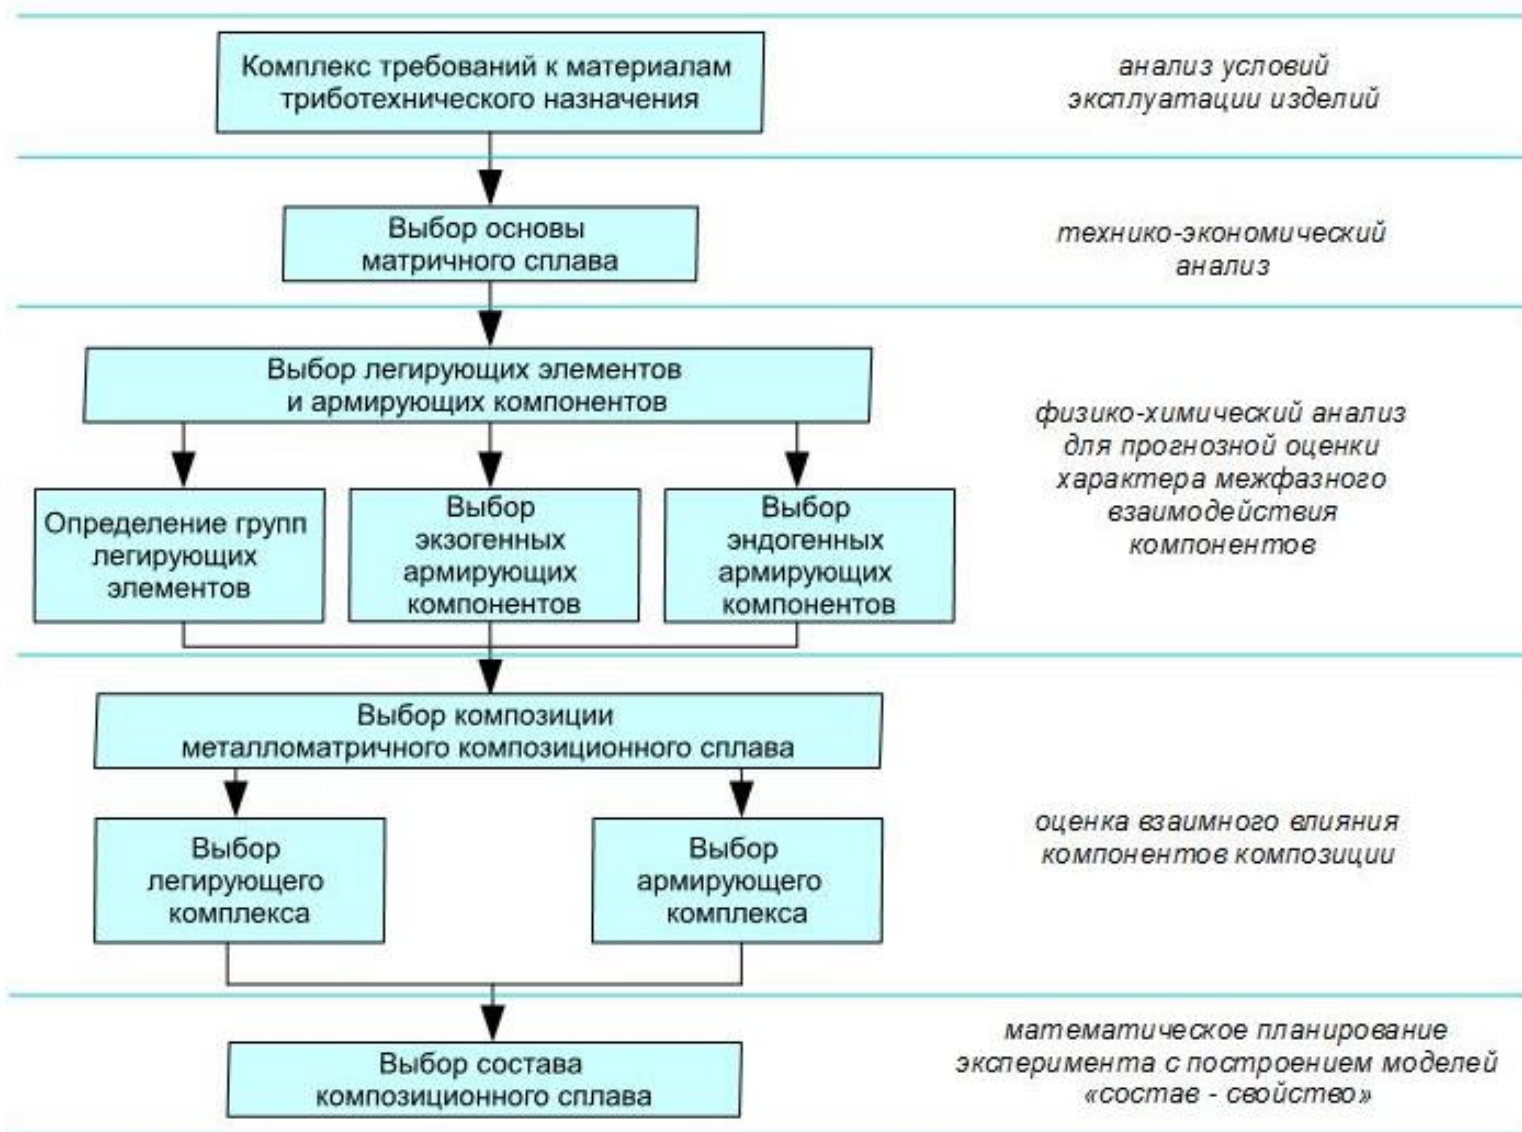 Комплекс требований к материалам
триботехнического назначения
анализ условий
эксплуатации изделий
Выбор основы
матричного сплава
технико-экономический
анализ
Выбор легирующих элементов
и армирующих компонентов
физико-химический анализ
для прогнозной оценки
характера межфазного
взаимодействия
компонентов
Определение групп
легирующих
элементов
Выбор
экзогенных
армирующих
компонентов
Выбор
эндогенных
армирующих
компонентов
Выбор композиции
металломатричного композиционного сплава
Выбор
легирующего
комплекса
Выбор
армирующего
комплекса
оценка взаимного влияния
компонентов композиции
Выбор состава
композиционного сплава
математическое планирование
эксперимента с построением моделей
«состав - свойство»